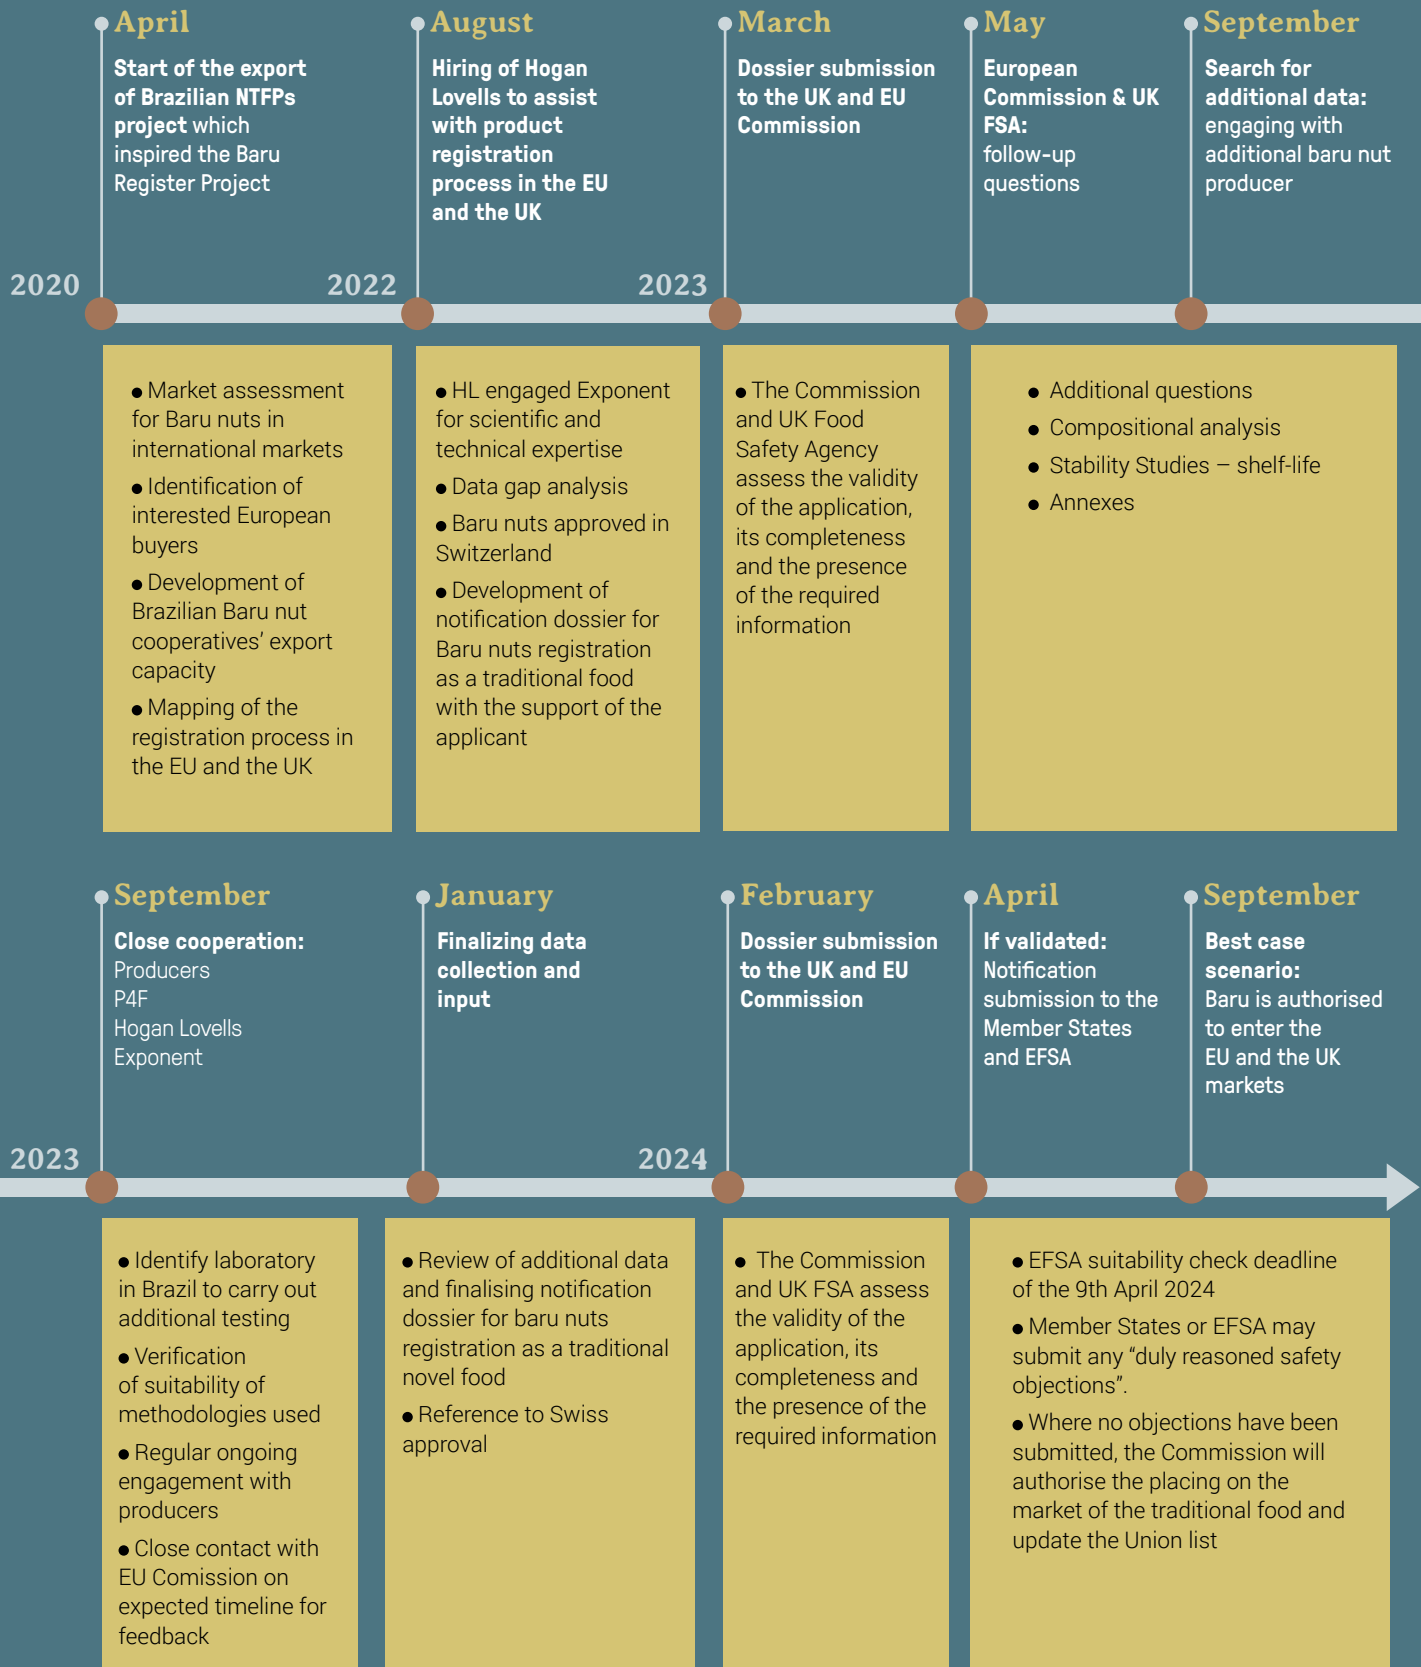 April
Start of the export
of Brazilian NTFPs
project which
inspired the Baru
Register Project
August
Hiring of Hogan
Lovells to assist
with product
registration
process in the EU
and the UK
March
Dossier submission
to the UK and EU
Commission
May
European
Commission & UK
FSA:
follow-up
questions
September
Search for
additional data:
engaging with
additional baru nut
producer
2020
2022
2023
● Market assessment
for Baru nuts in
international markets
● Identification of
interested European
buyers
● Development of
Brazilian Baru nut
cooperatives’ export
capacity
● Mapping of the
registration process in
the EU and the UK
● HL engaged Exponent
for scientific and
technical expertise
● Data gap analysis
● Baru nuts approved in
Switzerland
● Development of
notification dossier for
Baru nuts registration
as a traditional food
with the support of the
applicant
● The Commission
and UK Food
Safety Agency
assess the validity
of the application,
its completeness
and the presence
of the required
information
● Additional questions
● Compositional analysis
● Stability Studies – shelf-life
● Annexes
September
Close cooperation:
Producers
P4F
Hogan Lovells
Exponent
January
Finalizing data
collection and
input
February
Dossier submission
to the UK and EU
Commission
April
If validated:
Notification
submission to the
Member States
and EFSA
September
Best case
scenario:
Baru is authorised
to enter the
EU and the UK
markets
2023
2024
● Identify laboratory
in Brazil to carry out
additional testing
● Verification
of suitability of
methodologies used
● Regular ongoing
engagement with
producers
● Close contact with
EU Comission on
expected timeline for
feedback
● Review of additional data
and finalising notification
dossier for baru nuts
registration as a traditional
novel food
● Reference to Swiss
approval
● The Commission
and UK FSA assess
the validity of the
application, its
completeness and
the presence of the
required information
● EFSA suitability check deadline
of the 9th April 2024
● Member States or EFSA may
submit any “duly reasoned safety
objections”.
● Where no objections have been
submitted, the Commission will
authorise the placing on the
market of the traditional food and
update the Union list